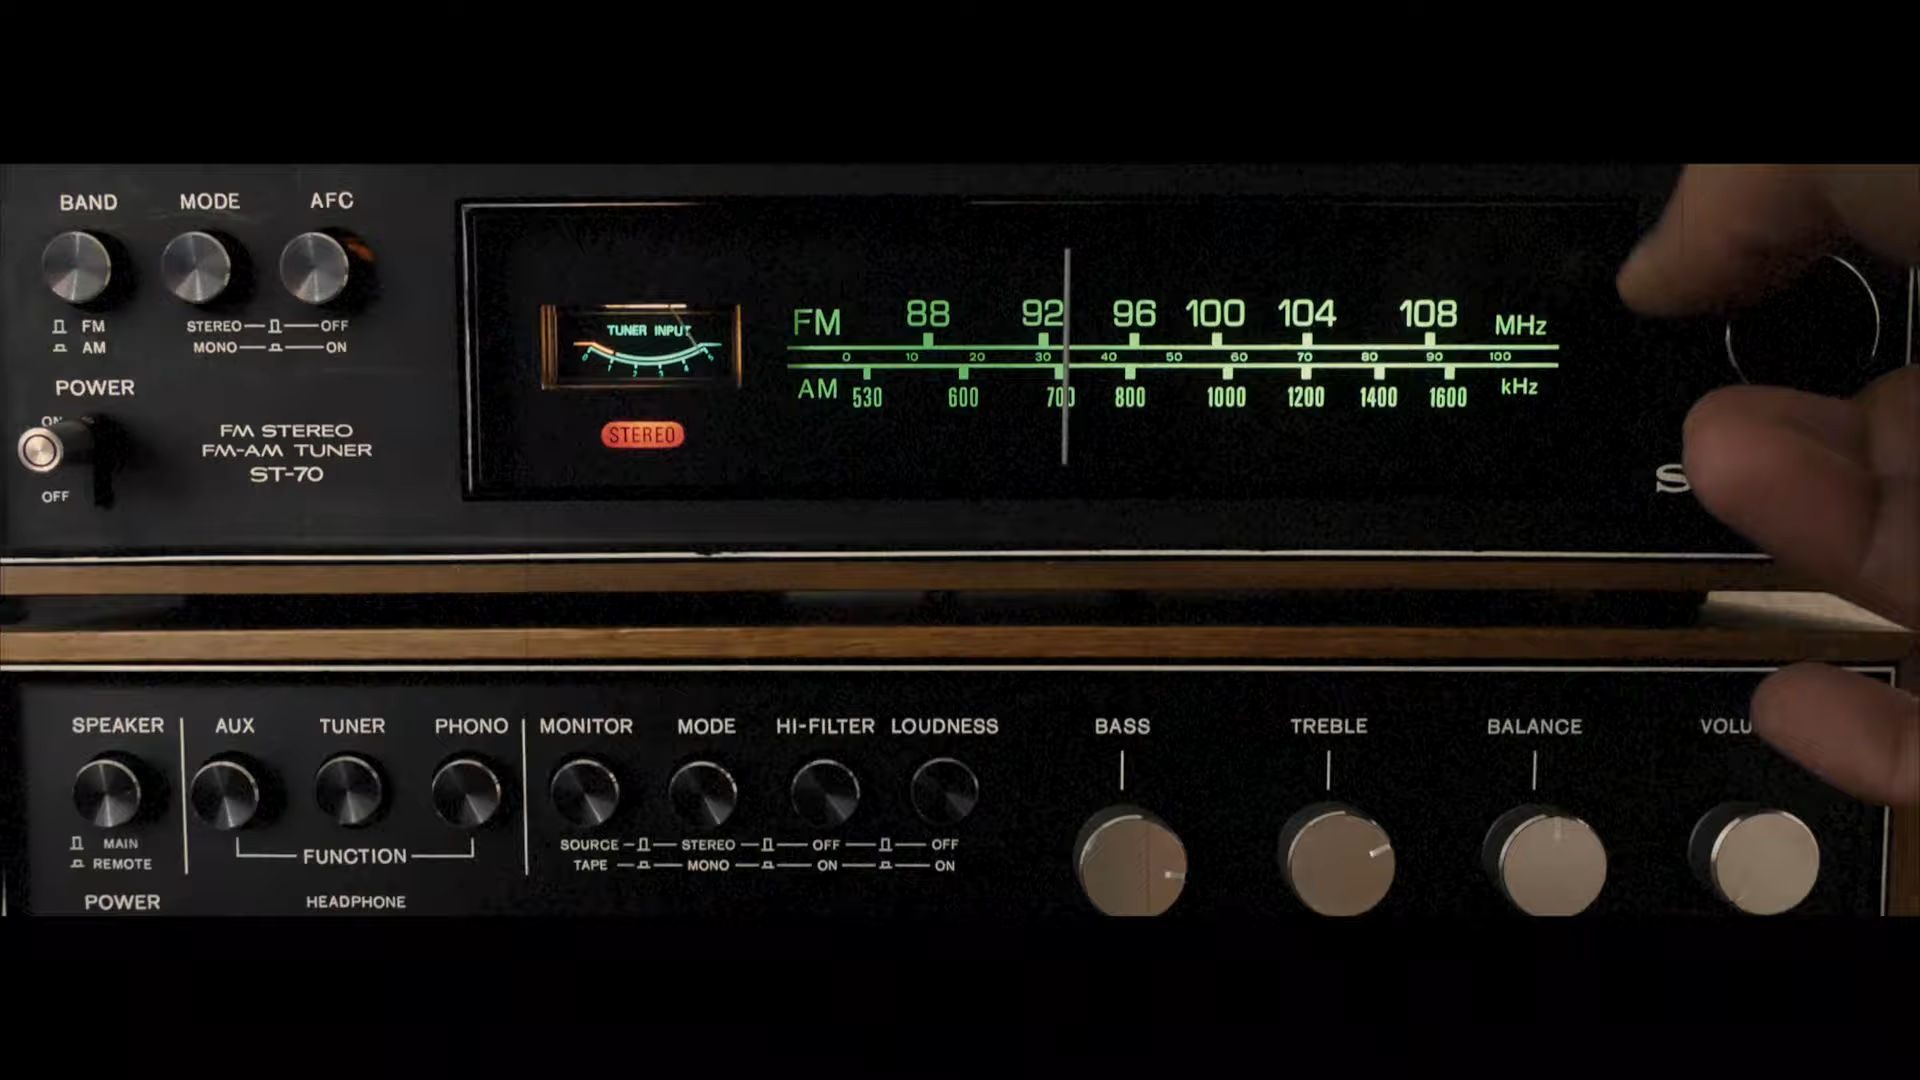 BAND MODE AFC
FM STEREO OFF
AM MONO ON
POWER
ON
OFF
FM STEREO
FM-AM TUNER
ST-70
TUNER INPUT
STEREO
FM 88 92 96 100 104 108 MHz
0 10 20 30 40 50 60 70 80 90 100
AM 530 600 700 800 1000 1200 1400 1600 kHz
SPEAKER AUX TUNER PHONO MONITOR MODE HI-FILTER LOUDNESS BASS TREBLE BALANCE
MAIN
REMOTE
FUNCTION
SOURCE STEREO OFF OFF
TAPE MONO ON ON
POWER HEADPHONE